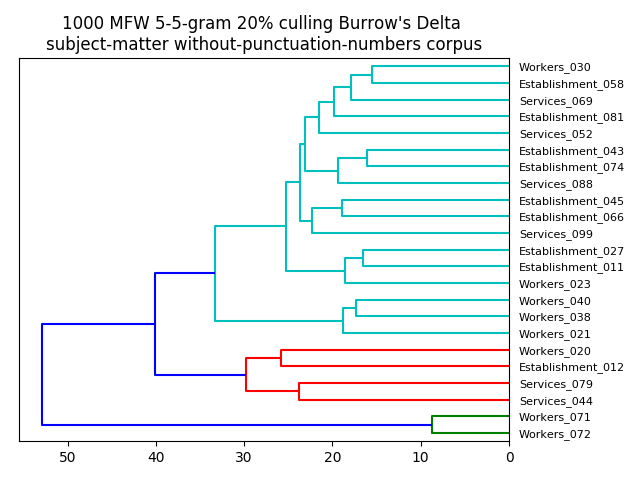 1000 MFW 5-5-gram 20% culling Burrow's Delta
subject-matter without-punctuation-numbers corpus
Workers_030
Establishment_058
Services_069
Establishment_081
Services_052
Establishment_043
Establishment_074
Services_088
Establishment_045
Establishment_066
Services_099
Establishment_027
Establishment_011
Workers_023
Workers_040
Workers_038
Workers_021
Workers_020
Establishment_012
Services_079
Services_044
Workers_071
Workers_072
50 40 30 20 10 0